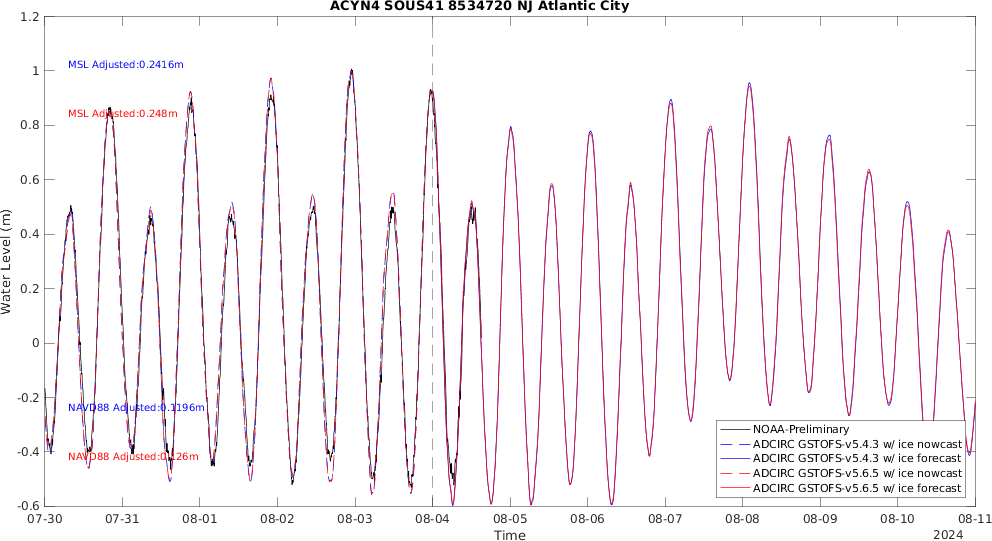 ACYN4 SOUS41 8534720 NJ Atlantic City
Water Level (m)
1.2
1
0.8
0.6
0.4
0.2
0
-0.2
-0.4
-0.6
MSL Adjusted:0.2416m
MSL Adjusted:0.248m
NAVD88 Adjusted:0.1196m
NAVD88 Adjusted:0.126m
NOAA-Preliminary
ADCIRC GSTOFS-v5.4.3 w/ ice nowcast
ADCIRC GSTOFS-v5.4.3 w/ ice forecast
ADCIRC GSTOFS-v5.6.5 w/ ice nowcast
ADCIRC GSTOFS-v5.6.5 w/ ice forecast
07-30 07-31 08-01 08-02 08-03 08-04 08-05 08-06 08-07 08-08 08-09 08-10 08-11
Time
2024